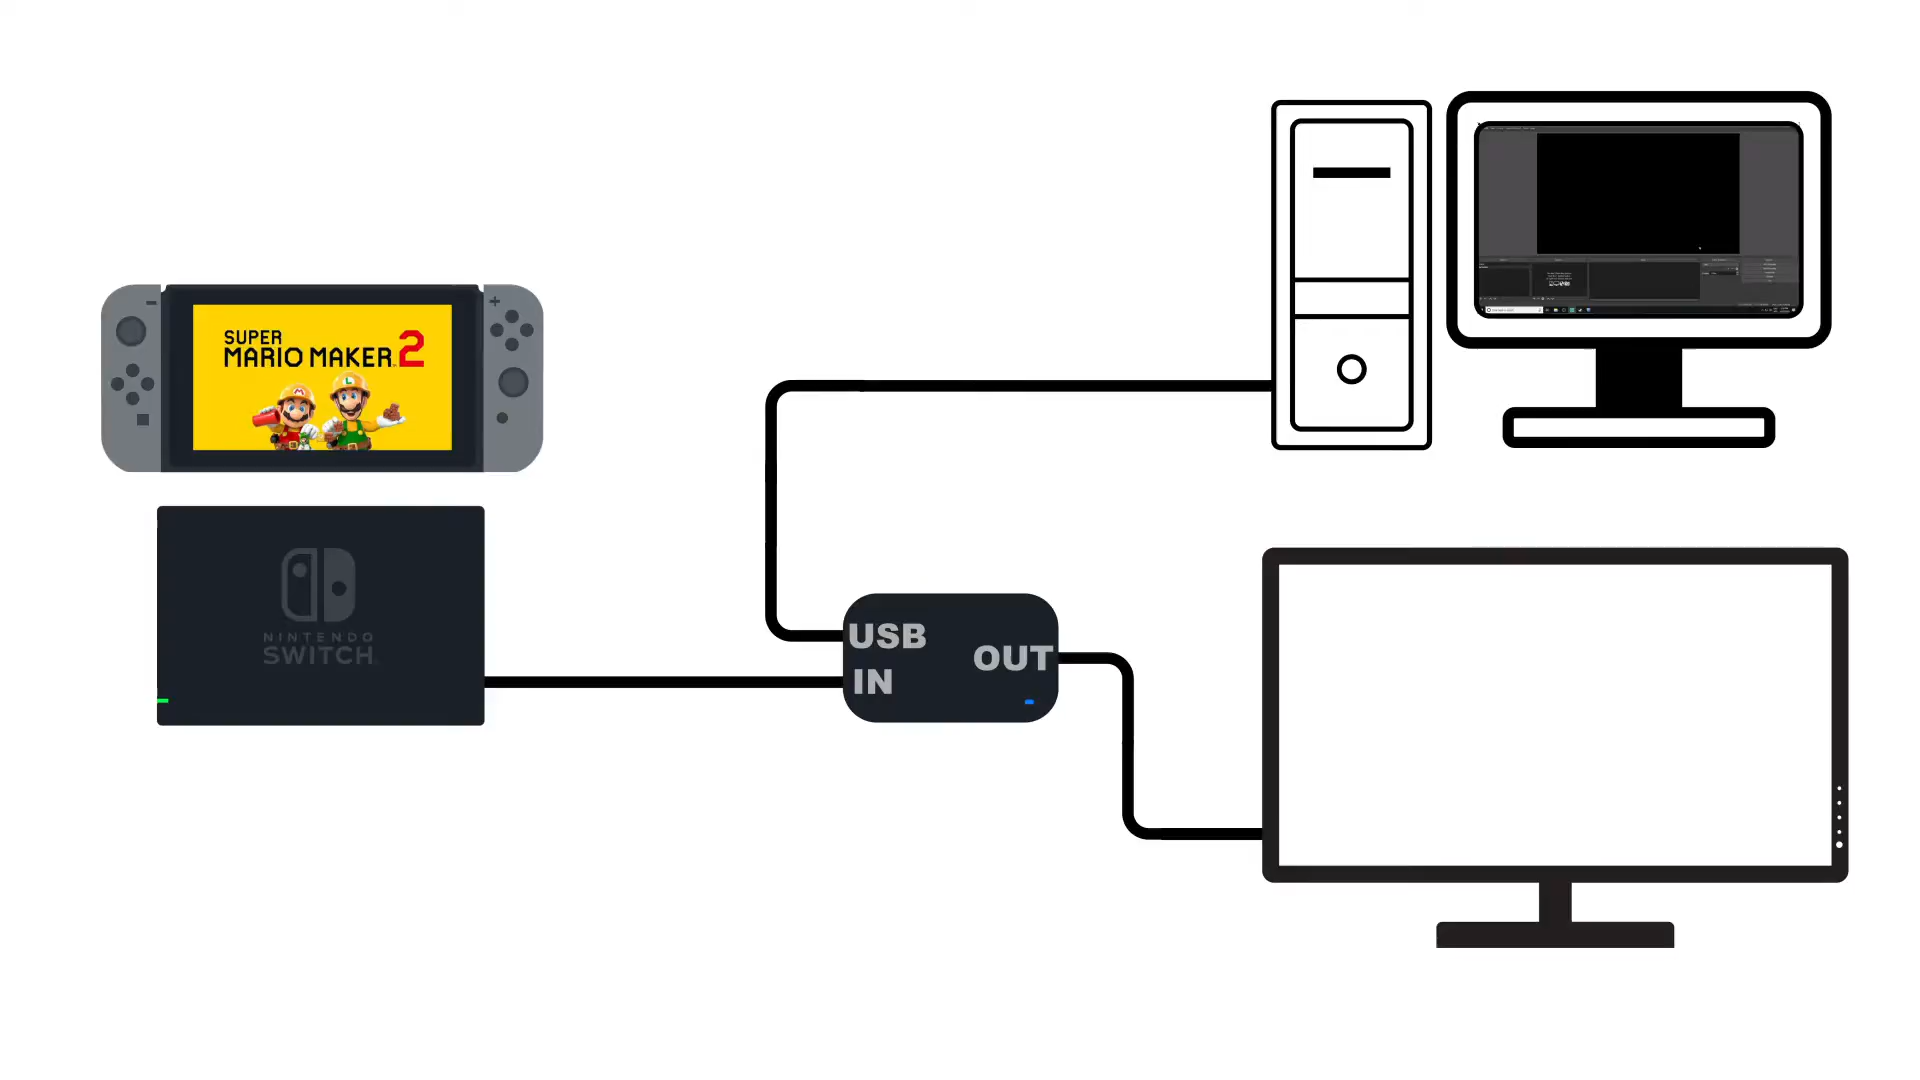 SUPER
MARIO MAKER 2
NINTENDO
SWITCH
USB
IN
OUT